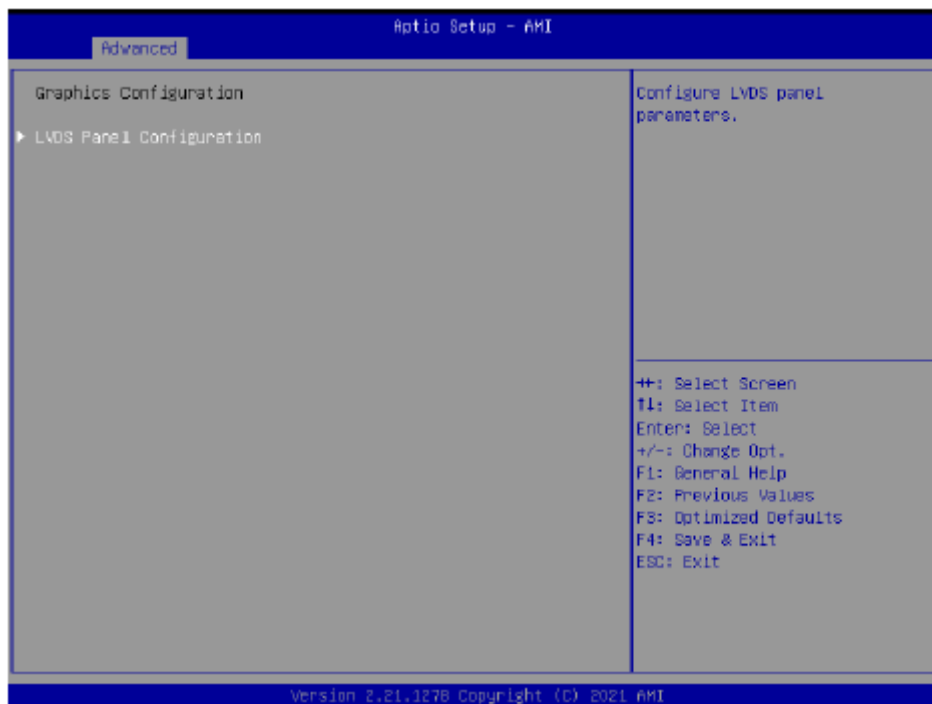 Aptio Setup - AMI
Advanced
Graphics Configuration
▶ LVDS Panel Configuration
Configure LVDS panel
parameters.
→←: Select Screen
↑↓: Select Item
Enter: Select
+/-: Change Opt.
F1: General Help
F2: Previous Values
F3: Optimized Defaults
F4: Save & Exit
ESC: Exit
Version 2.21.1278 Copyright (C) 2021 AMI